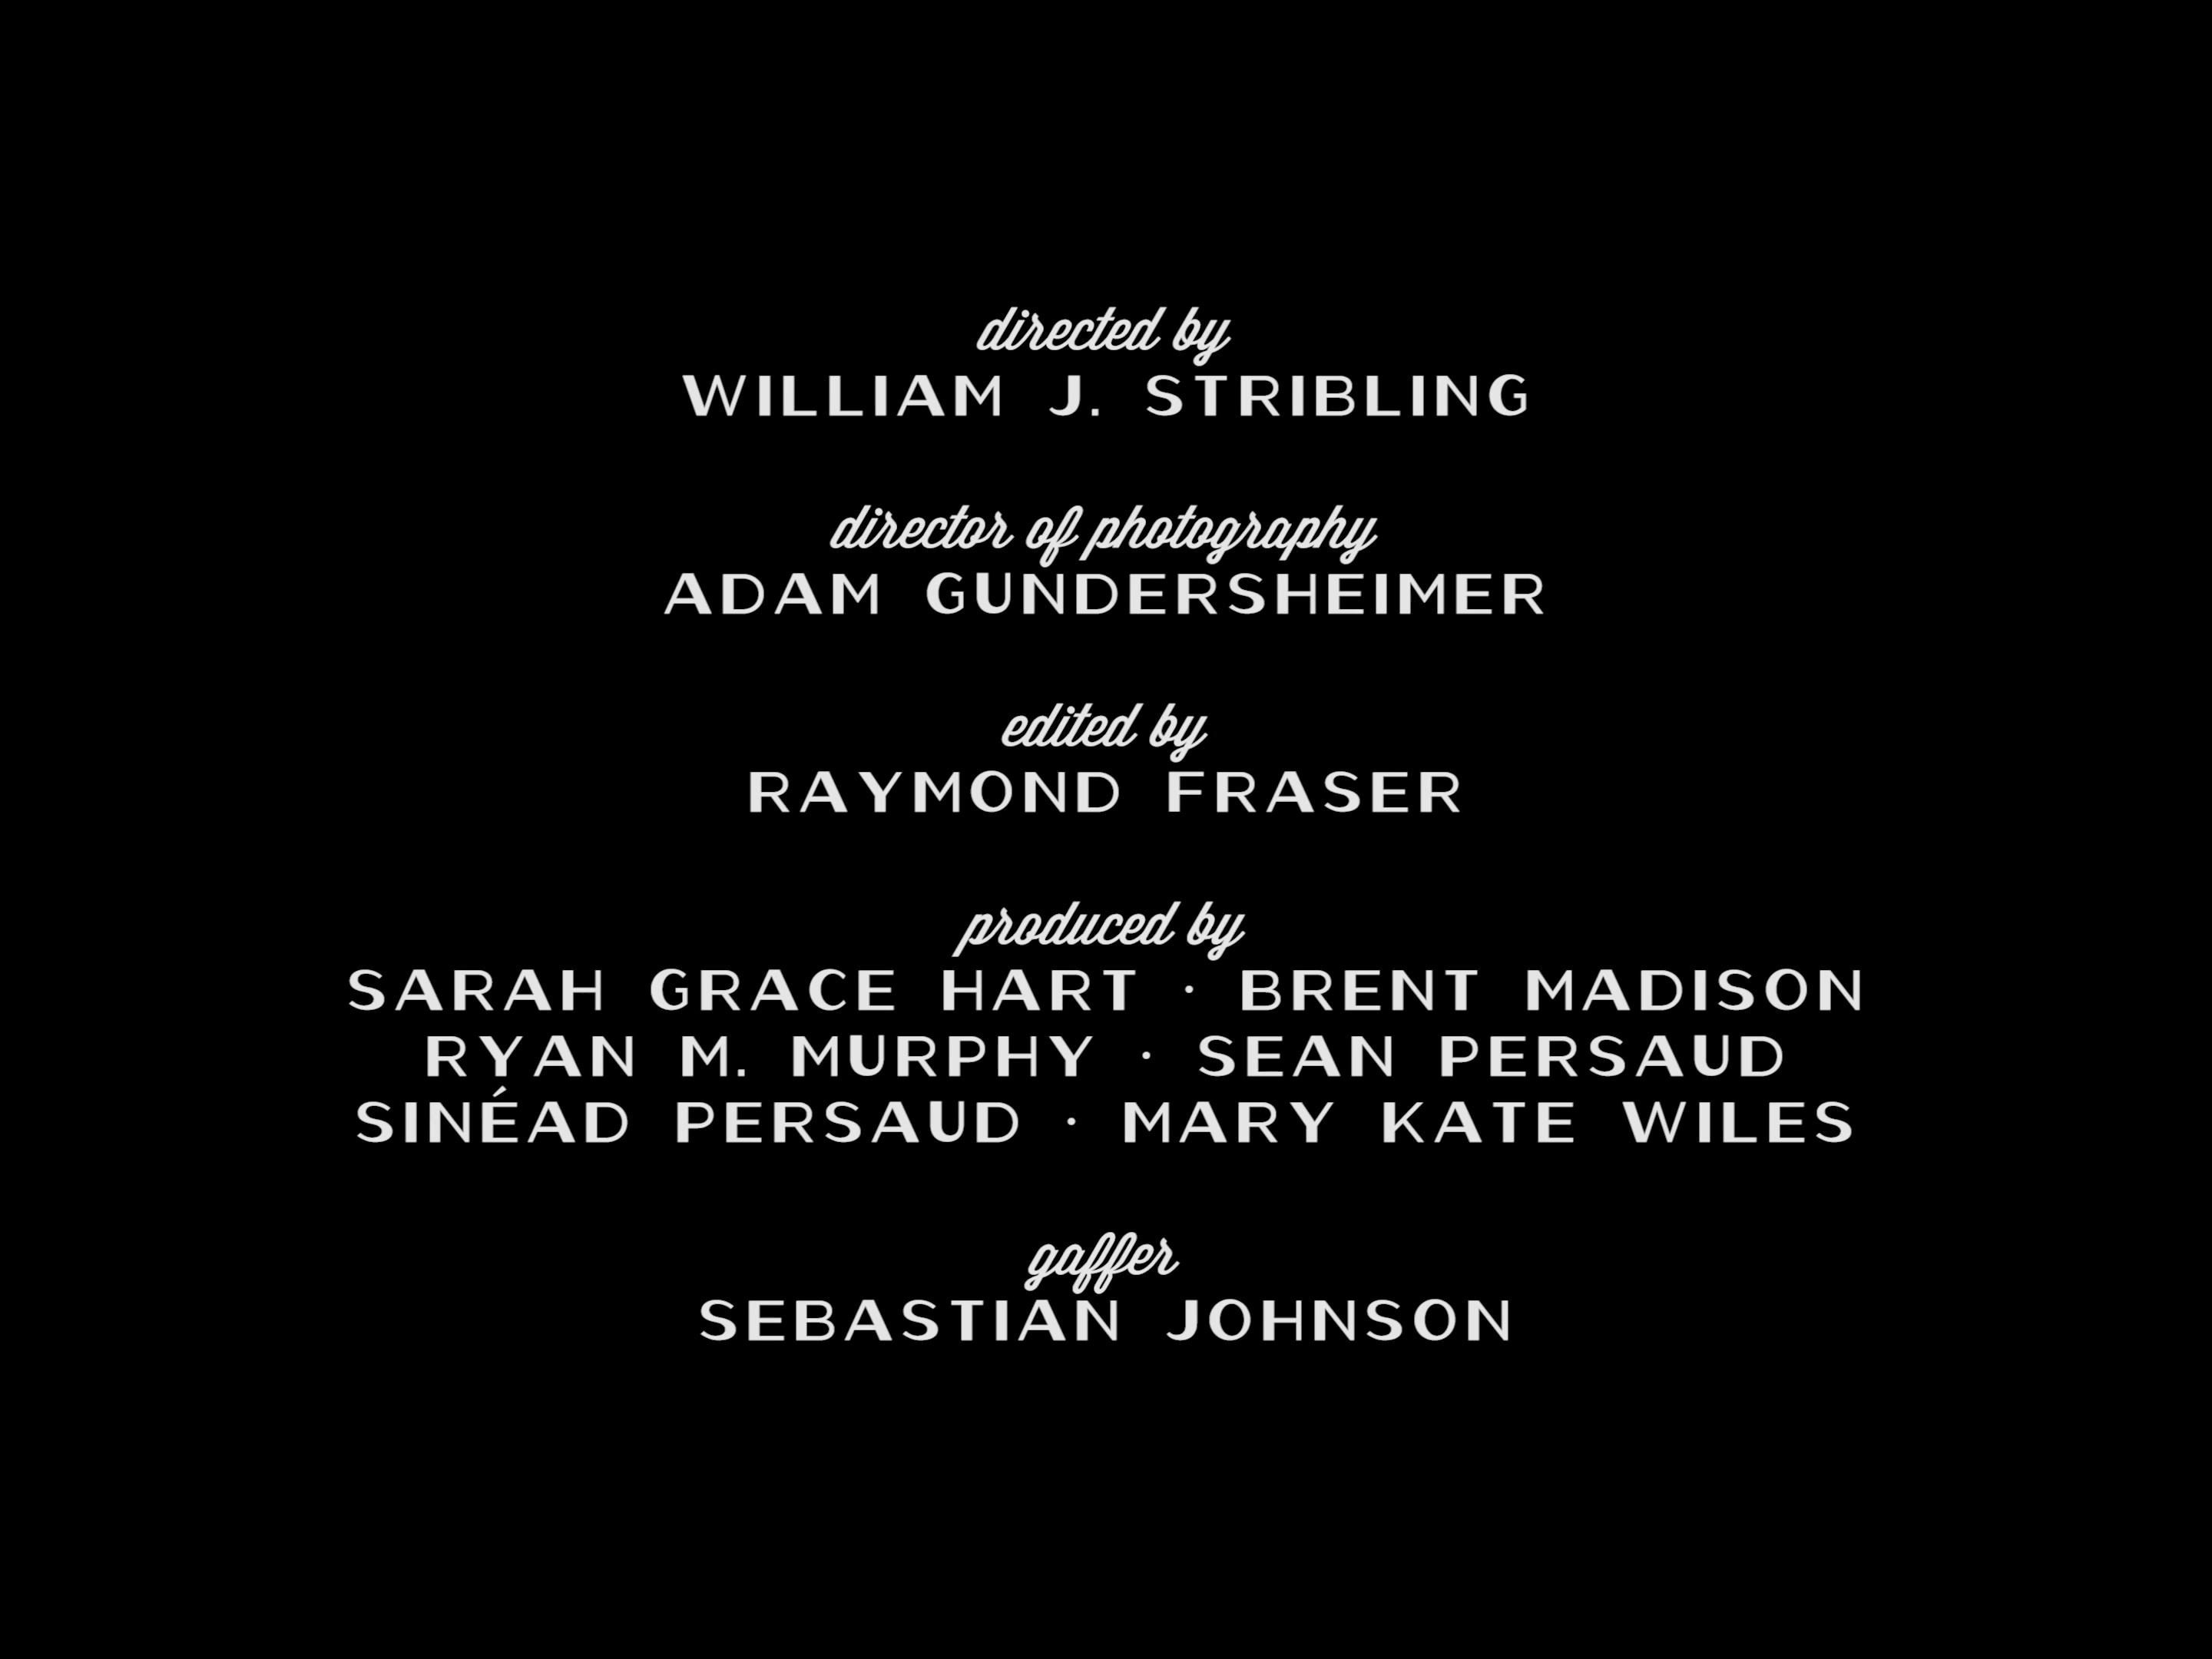 directed by
WILLIAM J. STRIBLING
director of photography
ADAM GUNDERSHEIMER
edited by
RAYMOND FRASER
produced by
SARAH GRACE HART · BRENT MADISON
RYAN M. MURPHY · SEAN PERSAUD
SINÉAD PERSAUD · MARY KATE WILES
gaffer
SEBASTIAN JOHNSON